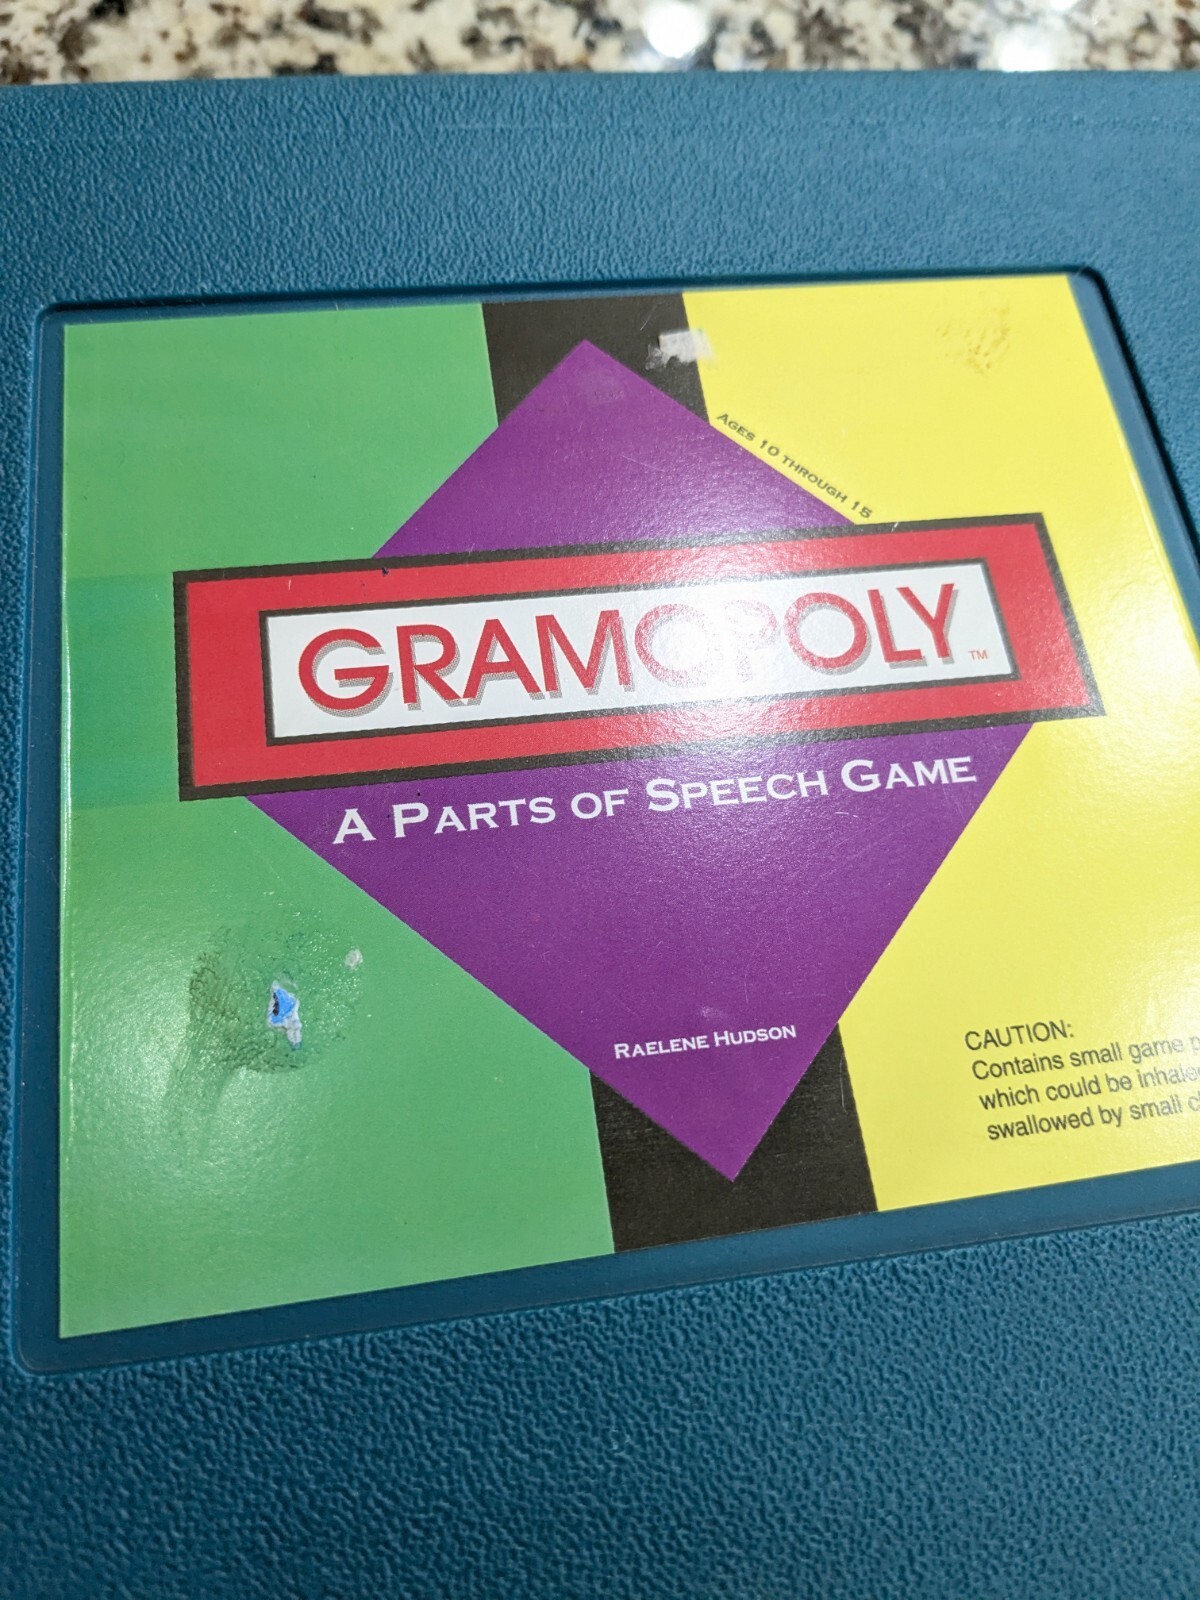 AGES 10 THROUGH 15
GRAMOPOLY™
A PARTS OF SPEECH GAME
RAELENE HUDSON
CAUTION:
Contains small game
which could be
swallowed by small